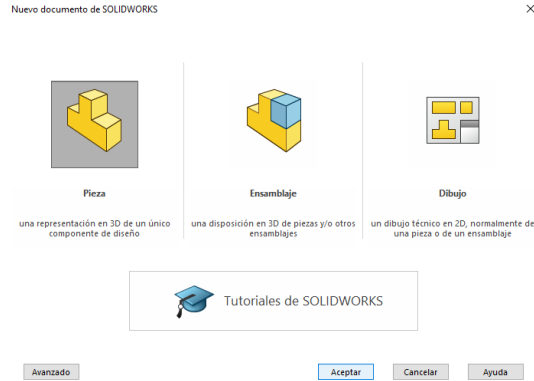 Nuevo documento de SOLIDWORKS
Pieza
una representación en 3D de un único
componente de diseño
Ensamblaje
una disposición en 3D de piezas y/o otros
ensamblajes
Dibujo
un dibujo técnico en 2D, normalmente de
una pieza o de un ensamblaje
Tutoriales de SOLIDWORKS
Avanzado
Aceptar
Cancelar
Ayuda